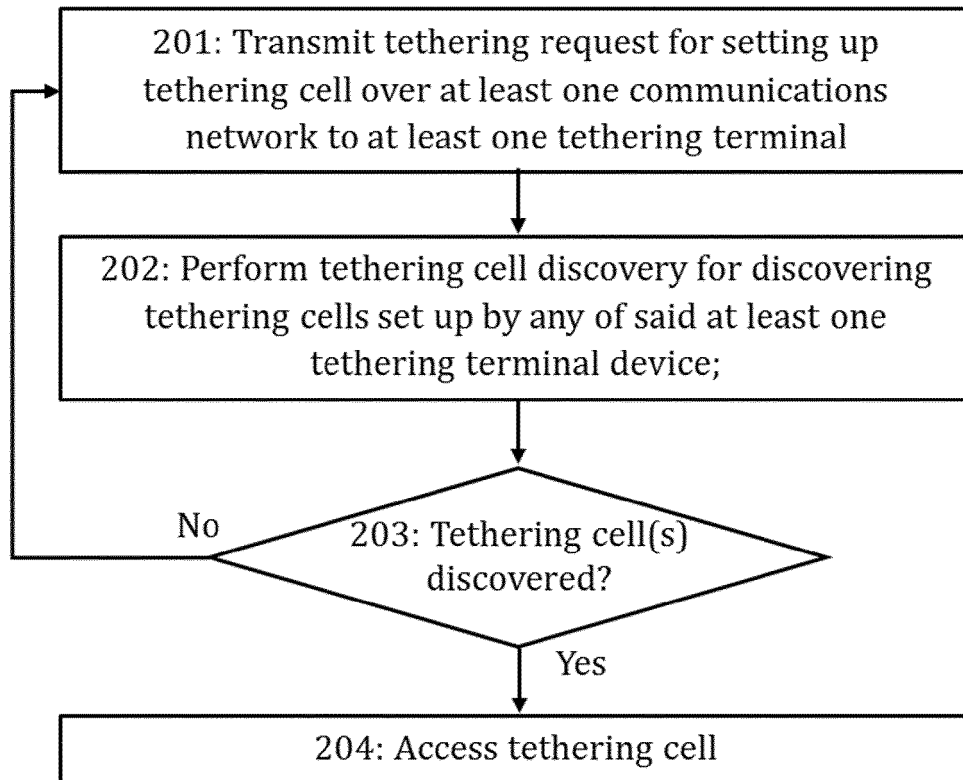 201: Transmit tethering request for setting up
tethering cell over at least one communications
network to at least one tethering terminal
202: Perform tethering cell discovery for discovering
tethering cells set up by any of said at least one
tethering terminal device;
No
203: Tethering cell(s)
discovered?
Yes
204: Access tethering cell